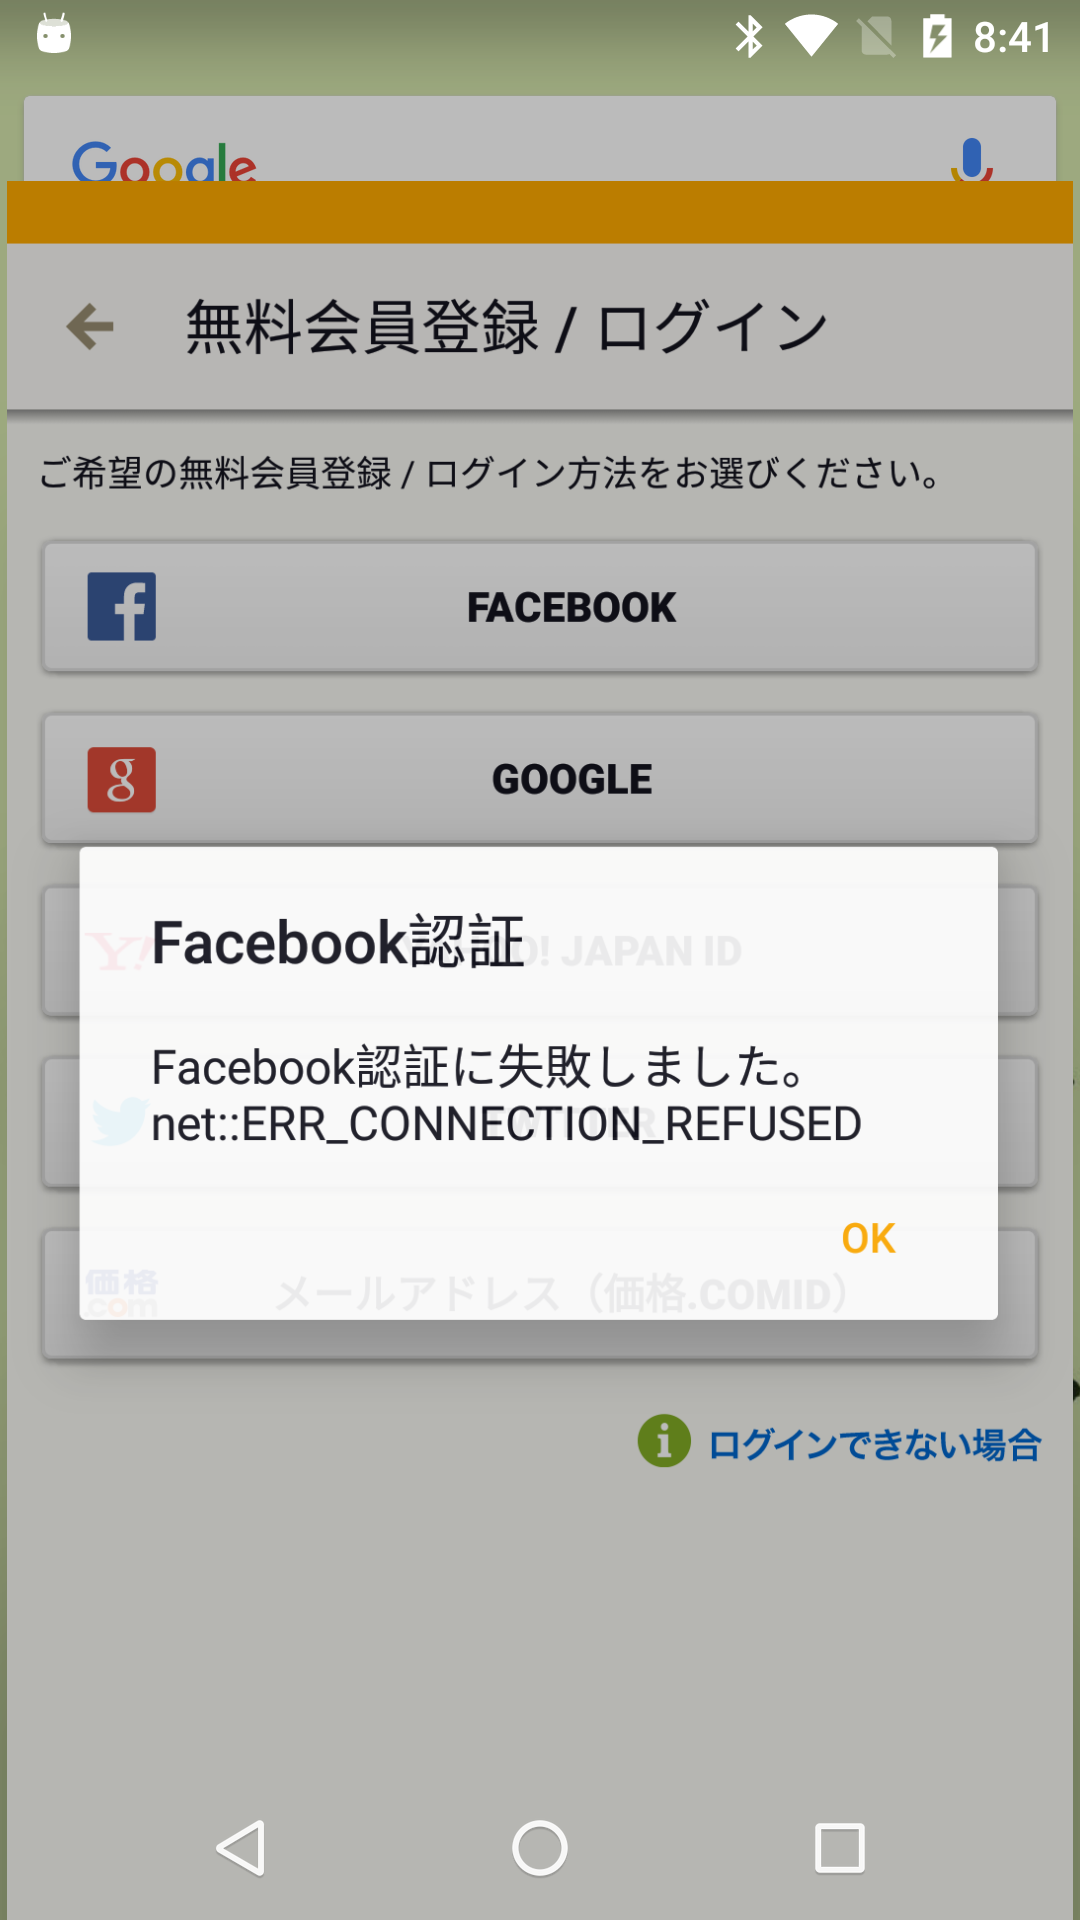 8:41
Google
無料会員登録 / ログイン
ご希望の無料会員登録 / ログイン方法をお選びください。
FACEBOOK
GOOGLE
Facebook認証
Y! YAHOO! JAPAN ID
Facebook認証に失敗しました。
net::ERR_CONNECTION_REFUSED
TWITTER
OK
価格.com メールアドレス（価格.COMID）
ログインできない場合